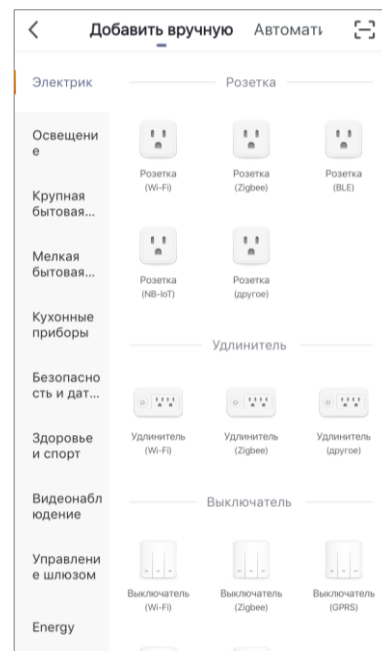 Добавить вручную Автомати
Электрик
Освещени
е
Крупная
бытовая...
Мелкая
бытовая...
Кухонные
приборы
Безопасно
сть и дат...
Здоровье
и спорт
Видеонабл
юдение
Управлени
е шлюзом
Energy
Розетка
Розетка
(Wi-Fi)
Розетка
(Zigbee)
Розетка
(BLE)
Розетка
(NB-IoT)
Розетка
(другое)
Удлинитель
Удлинитель
(Wi-Fi)
Удлинитель
(Zigbee)
Удлинитель
(другое)
Выключатель
Выключатель
(Wi-Fi)
Выключатель
(Zigbee)
Выключатель
(GPRS)